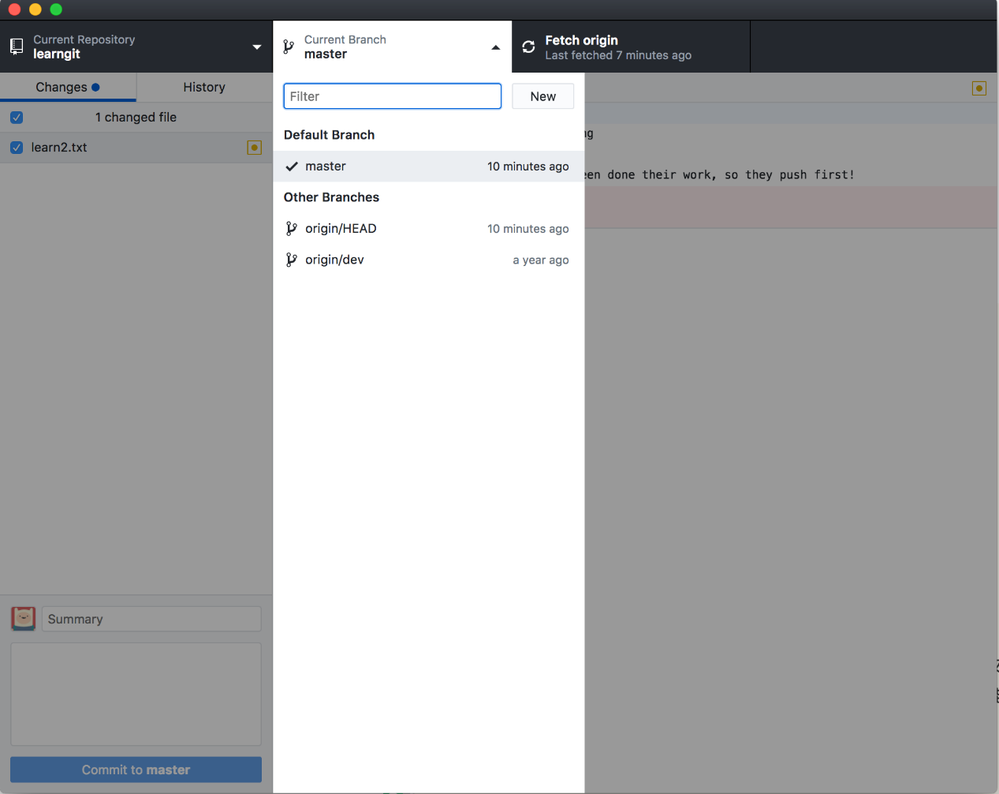 Current Repository
learngit
Current Branch
master
Fetch origin
Last fetched 7 minutes ago
Changes
History
1 changed file
learn2.txt
Filter
New
Default Branch
master
10 minutes ago
Other Branches
origin/HEAD
10 minutes ago
origin/dev
a year ago
done their work, so they push first!
Summary
Commit to master